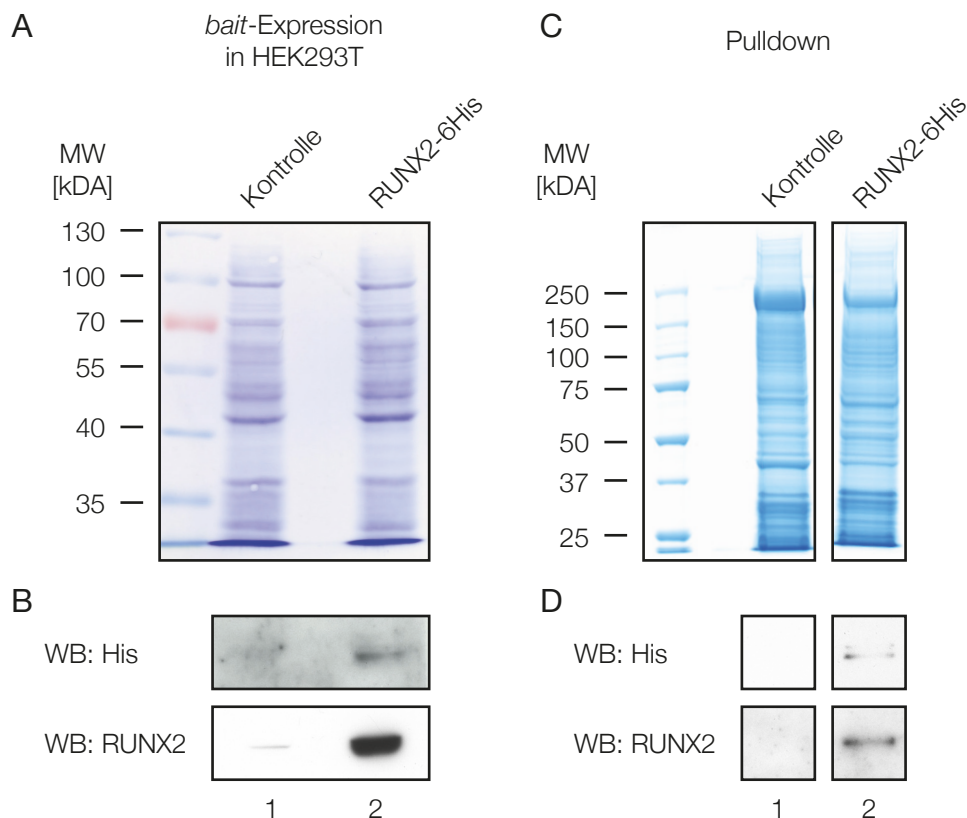 A
bait-Expression
in HEK293T
MW
[kDA]
Kontrolle
RUNX2-6His
130
100
70
55
40
35
B
WB: His
WB: RUNX2
1 2
C
Pulldown
MW
[kDA]
Kontrolle
RUNX2-6His
250
150
100
75
50
37
25
D
WB: His
WB: RUNX2
1 2